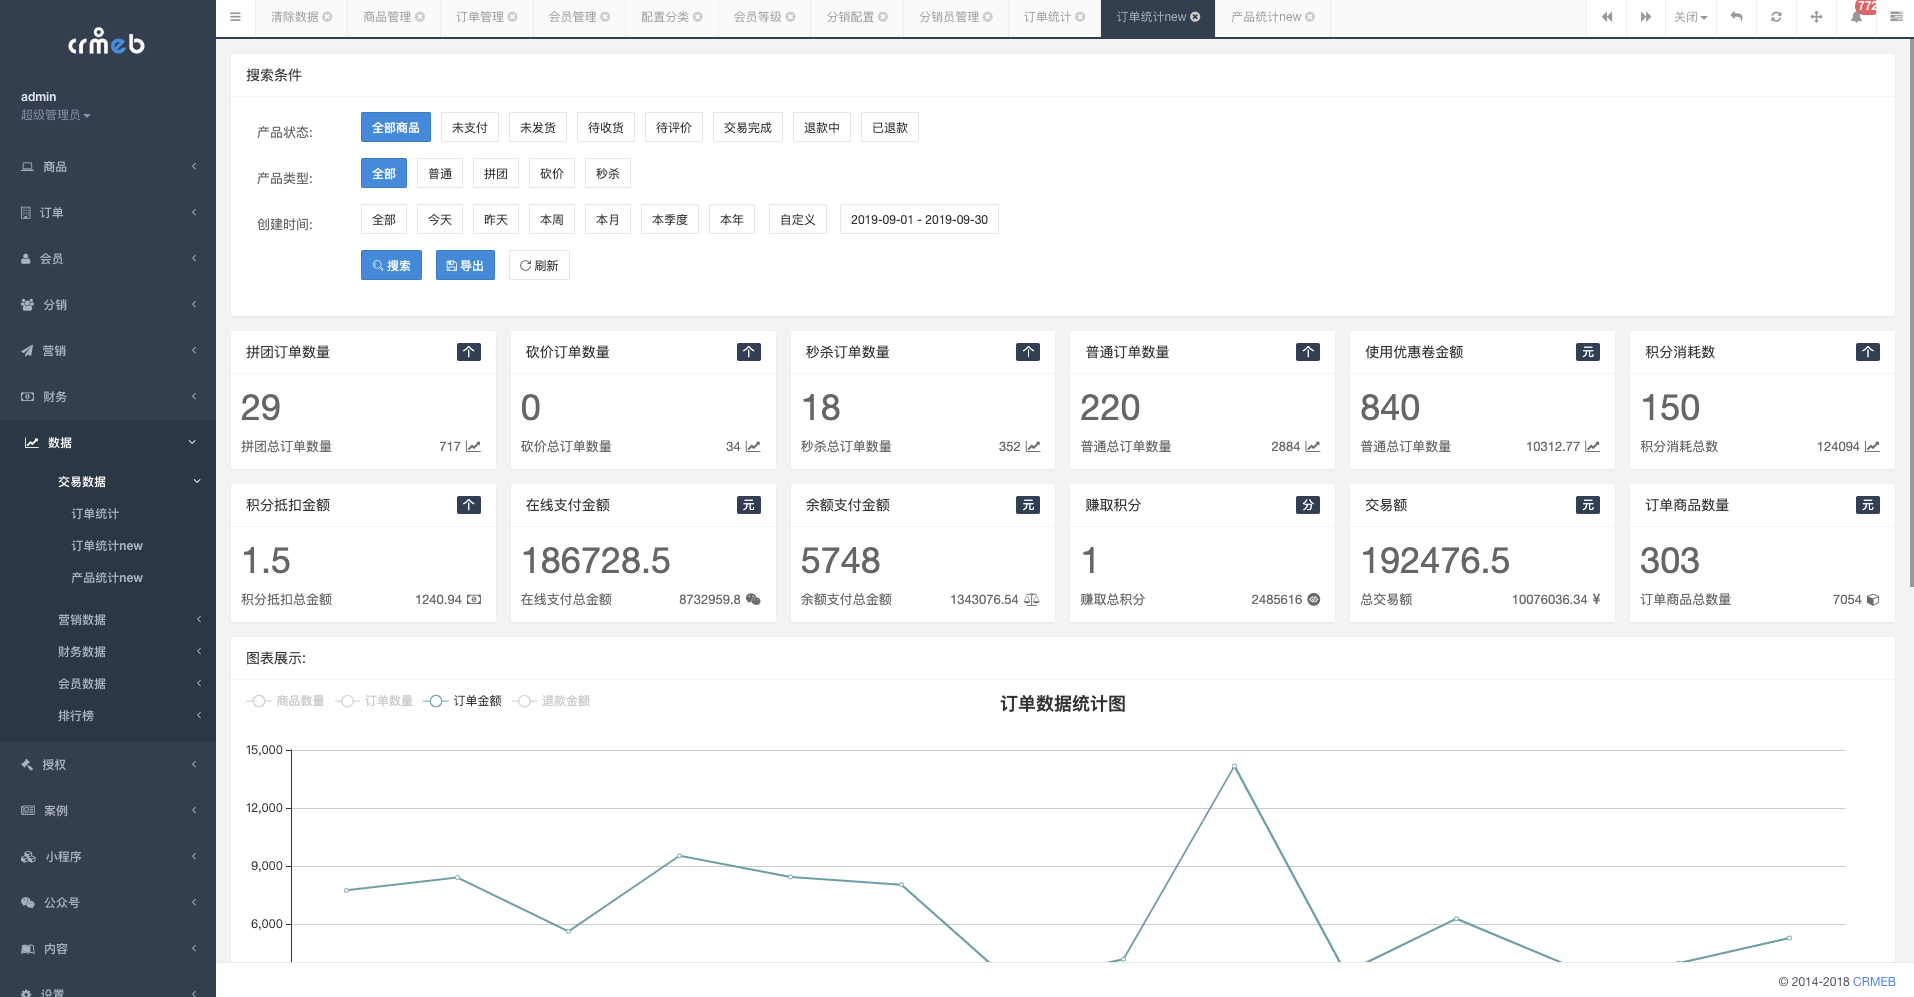 crmeb
admin
超级管理员
商品
订单
会员
分销
营销
财务
数据
交易数据
订单统计
订单统计new
产品统计new
营销数据
财务数据
会员数据
排行榜
授权
案例
小程序
公众号
内容
设置
清除数据 商品管理 订单管理 会员管理 配置分类 会员等级 分销配置 分销员管理 订单统计 订单统计new 产品统计new 关闭 772
搜索条件
产品状态: 全部商品 未支付 未发货 待收货 待评价 交易完成 退款中 已退款
产品类型: 全部 普通 拼团 砍价 秒杀
创建时间: 全部 今天 昨天 本周 本月 本季度 本年 自定义 2019-09-01 - 2019-09-30
搜索 导出 刷新
拼团订单数量 个 砍价订单数量 个 秒杀订单数量 个 普通订单数量 个 使用优惠卷金额 元 积分消耗数 个
29 0 18 220 840 150
拼团总订单数量 717 砍价总订单数量 34 秒杀总订单数量 352 普通总订单数量 2884 普通总订单数量 10312.77 积分消耗总数 124094
积分抵扣金额 个 在线支付金额 元 余额支付金额 元 赚取积分 分 交易额 元 订单商品数量 元
1.5 186728.5 5748 1 192476.5 303
积分抵扣总金额 1240.94 在线支付总金额 8732959.8 余额支付总金额 1343076.54 赚取总积分 2485616 总交易额 10076036.34 ¥ 订单商品总数量 7054
图表展示:
商品数量 订单数量 订单金额 退款金额 订单数据统计图
15,000
12,000
9,000
6,000
© 2014-2018 CRMEB